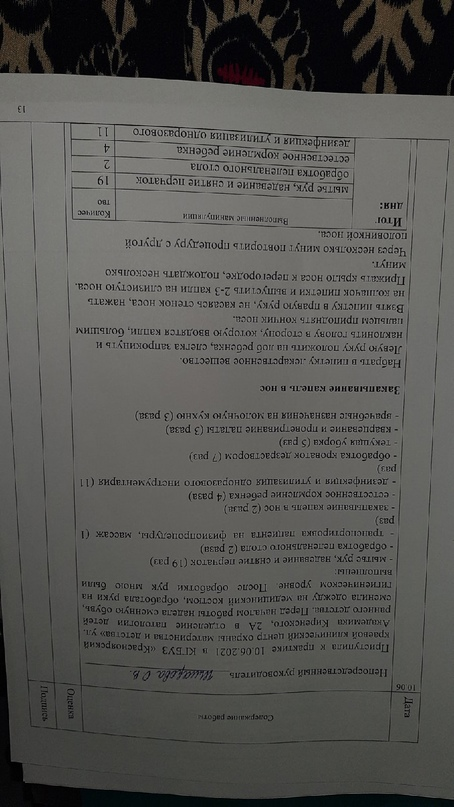 Дата
Содержание работы
Оценка
Подпись
10.06
Непосредственный руководитель
Приступила к практике 10.06.2021 в КГБУЗ «Красноярский
краевой клинический центр охраны материнства и детства» ул.
Академика Киренского, 2А в отделение патологии детей
раннего детства. Перед началом работы надела сменную обувь,
сменила одежду на медицинский костюм, обработала руки на
гигиеническом уровне. После обработки рук мною были
выполнены:
- мытье рук, надевание и снятие перчаток (19 раз)
- обработка пеленального стола (2 раза)
- транспортировка пациента на физиопроцедуры, массаж (1
раз)
- закапывание капель в нос (2 раза)
- естественное кормление ребенка (4 раза)
- дезинфекция и утилизация одноразового инструментария (11
раз)
- обработка кроваток дезраствором (7 раз)
- текущая уборка (5 раз)
- кварцевание и проветривание палаты (3 раза)
- врачебные назначения на молочную кухню (3 раза)
Закапывание капель в нос
Набрать в пипетку лекарственное вещество.
Левую руку положить на лоб ребенка, слегка запрокинуть и
наклонить голову в сторону, которую вводятся капли, большим
пальцем приподнять кончик носа.
Взять пипетку в правую руку, не касаясь стенок носа, нажать
на колпачок пипетки и запустить 2-3 капли на слизистую носа.
Прижать крыло носа к перегородке, подождать несколько
минут.
Через несколько минут повторить процедуру с другой
половинкой носа.
Итог
дня:
Выполненные манипуляции
Количес
тво
мытье рук, надевание и снятие перчаток 19
обработка пеленального стола 2
естественное кормление ребенка 4
дезинфекция и утилизация одноразового 11
13